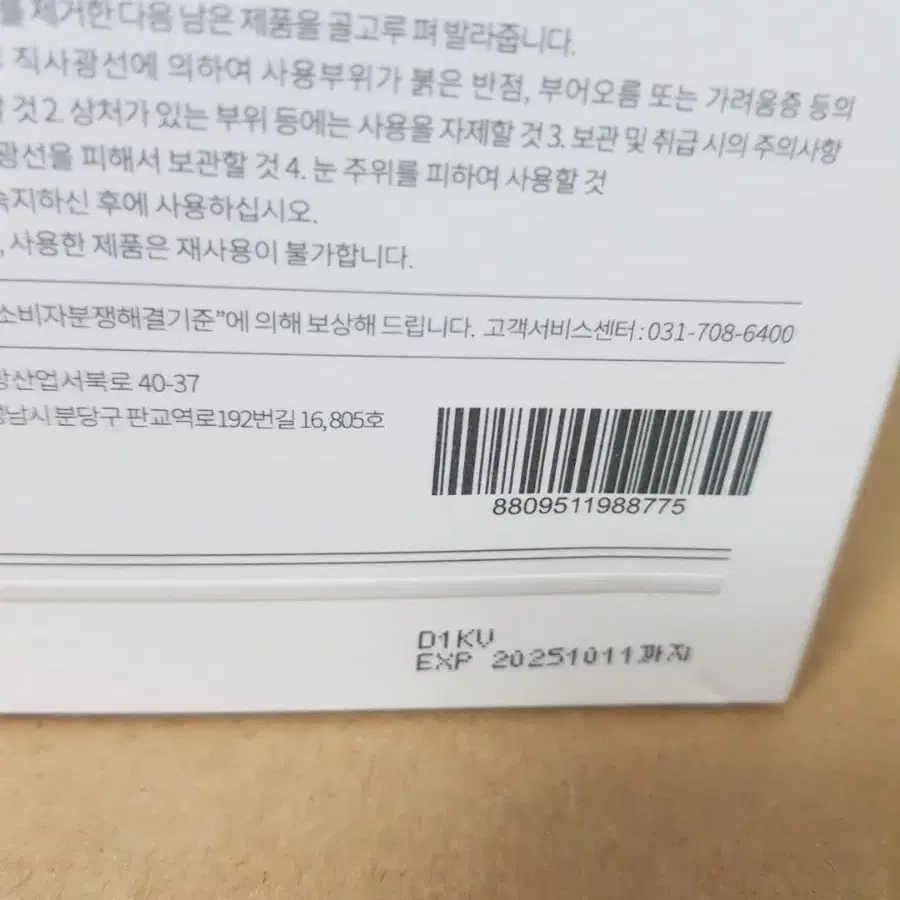 를 제거한 다음 남은 제품을 골고루 펴 발라줍니다.
직사광선에 의하여 사용부위가 붉은 반점, 부어오름 또는 가려움증 등의
할 것 2. 상처가 있는 부위 등에는 사용을 자제할 것 3. 보관 및 취급 시의 주의사항
광선을 피해서 보관할 것 4. 눈 주위를 피하여 사용할 것
숙지하신 후에 사용하십시오.
, 사용한 제품은 재사용이 불가합니다.
소비자분쟁해결기준”에 의해 보상해 드립니다. 고객서비스센터 : 031-708-6400
산업서북로 40-37
성남시 분당구 판교역로192번길 16, 805호
8809511988775
D1KV
EXP 20251011까지